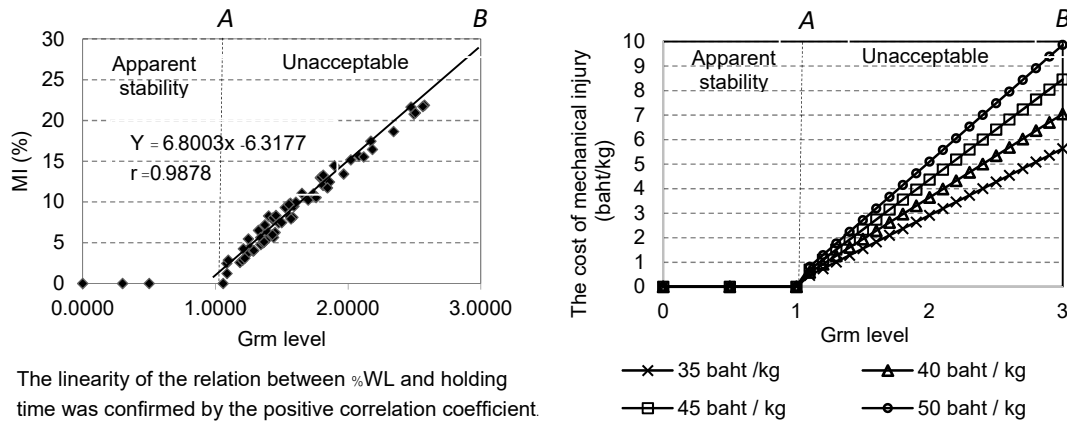 A
B
30
25
20
15
10
5
0
MI (%)
Apparent
stability
Unacceptable
Y = 6.8003x -6.3177
r =0.9878
0.0000
1.0000
2.0000
3.0000
Grm level
The linearity of the relation between %WL and holding
time was confirmed by the positive correlation coefficient.
A
B
10
9
8
7
6
5
4
3
2
1
0
The cost of mechanical injury
(baht/kg)
Apparent
stability
Unacceptable
0
1
2
3
Grm level
35 baht /kg
40 baht / kg
45 baht / kg
50 baht / kg